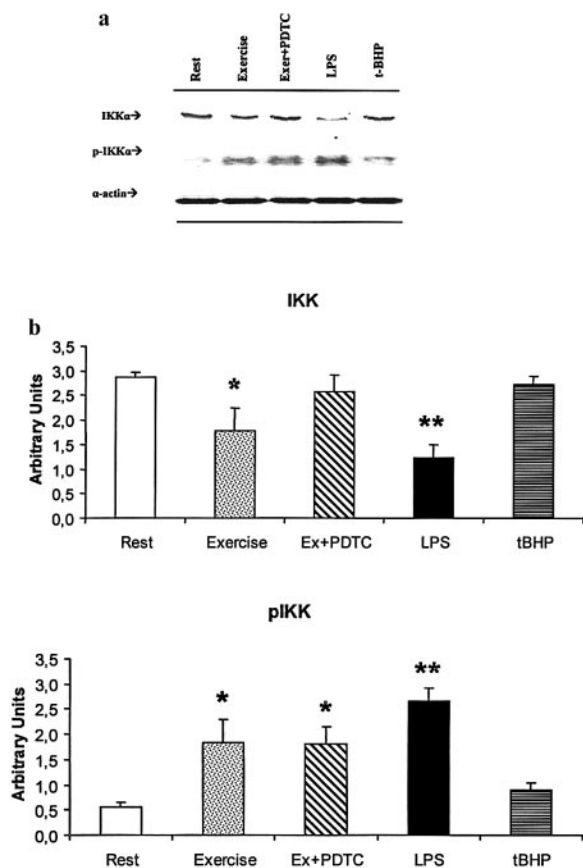 a
Rest Exercise Exer+PDTC LPS t-BHP
IKKα→
p-IKKα→
α-actin→
b
IKK
Arbitrary Units
3,5
3,0
2,5
2,0
1,5
1,0
0,5
0,0
*
**
Rest Exercise Ex+PDTC LPS tBHP
pIKK
Arbitrary Units
3,5
3,0
2,5
2,0
1,5
1,0
0,5
0,0
*
*
**
Rest Exercise Ex+PDTC LPS tBHP